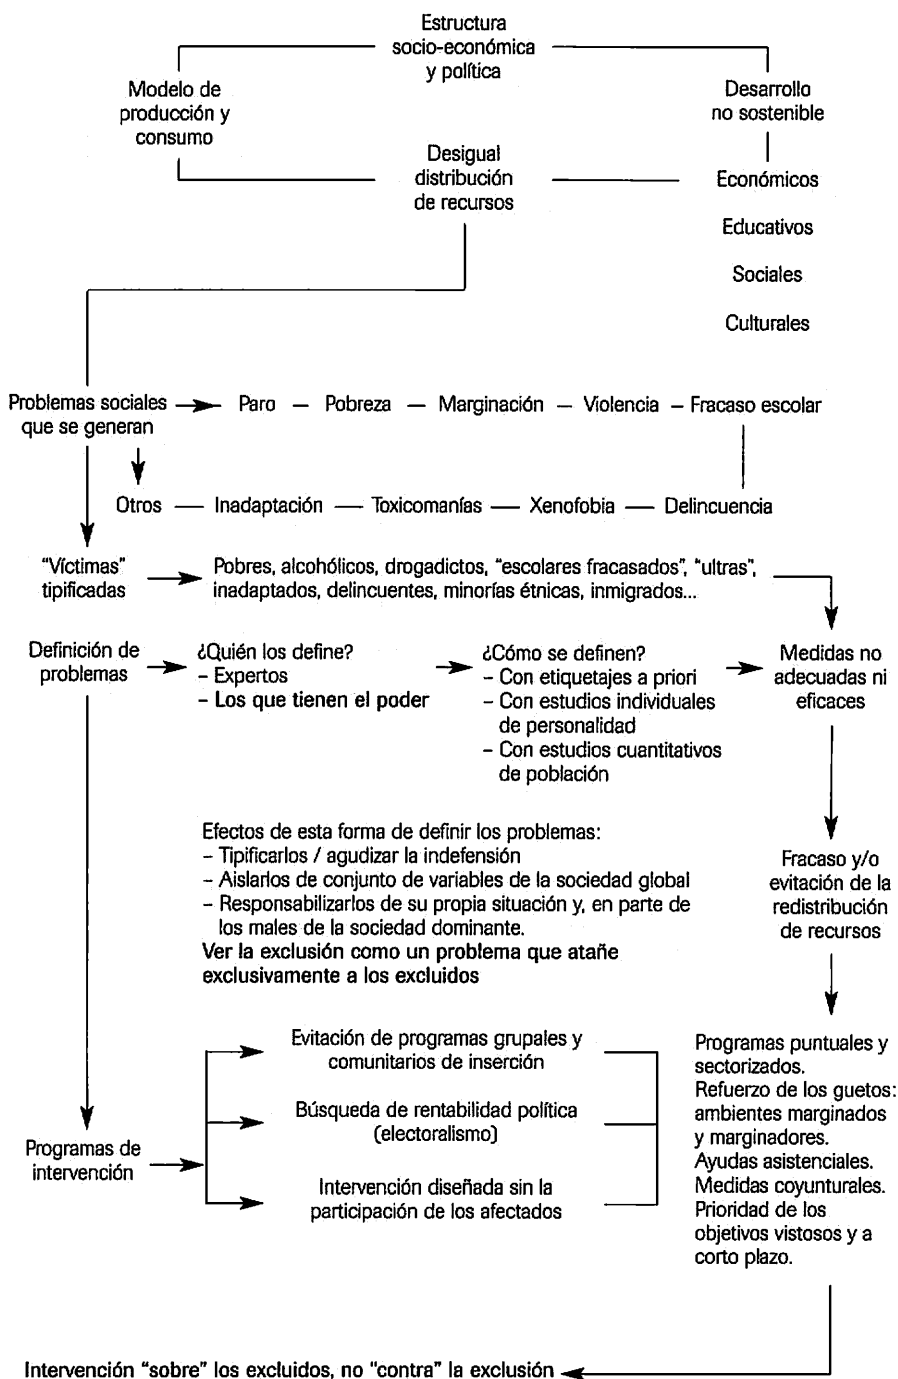 Estructura
socio-económica
y política
Modelo de
producción y
consumo
Desarrollo
no sostenible
Desigual
distribución
de recursos
Económicos
Educativos
Sociales
Culturales
Problemas sociales
que se generan
Paro — Pobreza — Marginación — Violencia — Fracaso escolar
Otros — Inadaptación — Toxicomanías — Xenofobia — Delincuencia
"Víctimas"
tipificadas
Pobres, alcohólicos, drogadictos, "escolares fracasados", "ultras",
inadaptados, delincuentes, minorías étnicas, inmigrados...
Definición de
problemas
¿Quién los define?
– Expertos
– Los que tienen el poder
¿Cómo se definen?
– Con etiquetajes a priori
– Con estudios individuales
de personalidad
– Con estudios cuantitativos
de población
Medidas no
adecuadas ni
eficaces
Efectos de esta forma de definir los problemas:
– Tipificarlos / agudizar la indefensión
– Aislarlos de conjunto de variables de la sociedad global
– Responsabilizarlos de su propia situación y, en parte de
los males de la sociedad dominante.
Ver la exclusión como un problema que atañe
exclusivamente a los excluidos
Fracaso y/o
evitación de la
redistribución
de recursos
Programas de
intervención
Evitación de programas grupales y
comunitarios de inserción
Búsqueda de rentabilidad política
(electoralismo)
Intervención diseñada sin la
participación de los afectados
Programas puntuales y
sectorizados.
Refuerzo de los guetos:
ambientes marginados
y marginadores.
Ayudas asistenciales.
Medidas coyunturales.
Prioridad de los
objetivos vistosos y a
corto plazo.
Intervención "sobre" los excluidos, no "contra" la exclusión